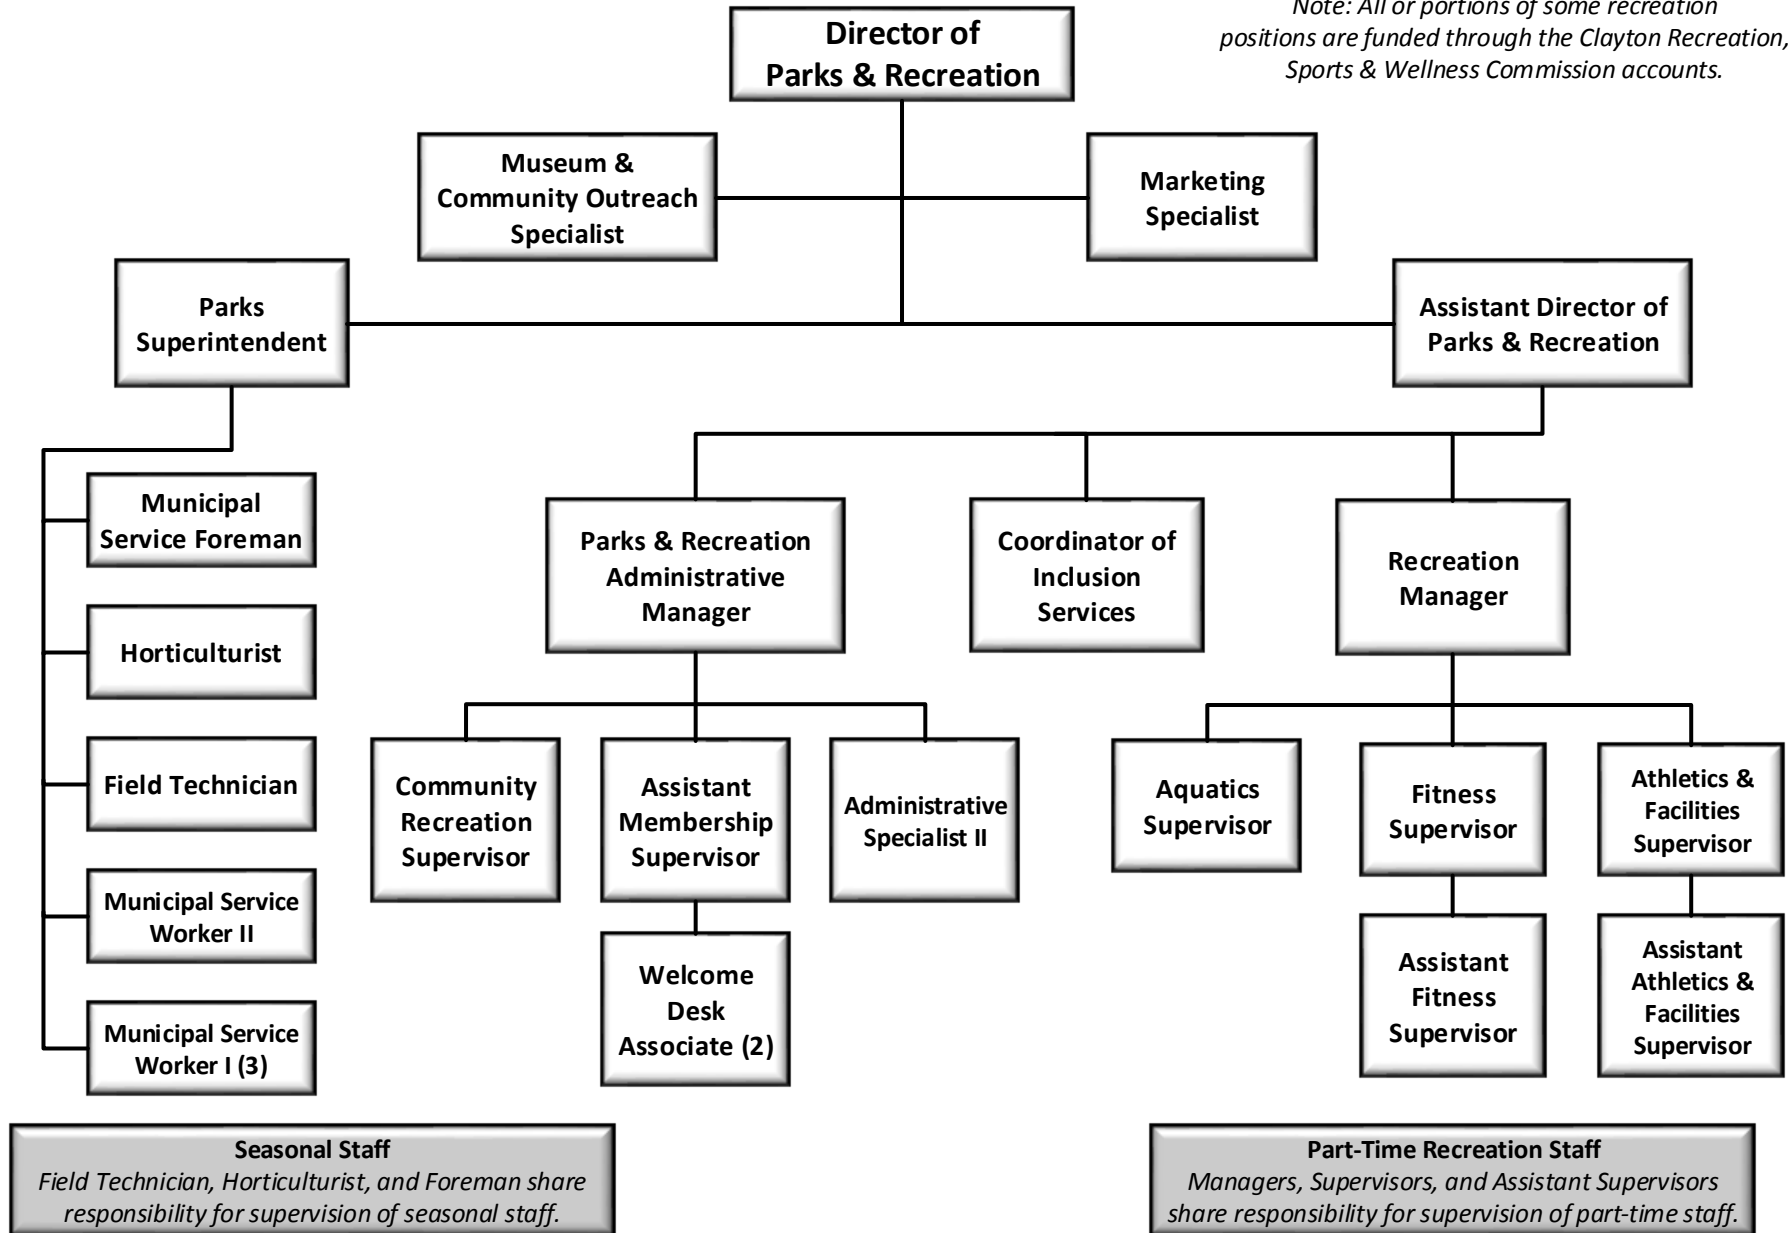 Director of
Parks & Recreation
Note: All or portions of some recreation
positions are funded through the Clayton Recreation,
Sports & Wellness Commission accounts.
Museum &
Community Outreach
Specialist
Marketing
Specialist
Parks
Superintendent
Assistant Director of
Parks & Recreation
Municipal
Service Foreman
Horticulturist
Field Technician
Municipal Service
Worker II
Municipal Service
Worker I (3)
Parks & Recreation
Administrative
Manager
Coordinator of
Inclusion
Services
Recreation
Manager
Community
Recreation
Supervisor
Assistant
Membership
Supervisor
Administrative
Specialist II
Welcome
Desk
Associate (2)
Aquatics
Supervisor
Fitness
Supervisor
Athletics &
Facilities
Supervisor
Assistant
Fitness
Supervisor
Assistant
Athletics &
Facilities
Supervisor
Seasonal Staff
Field Technician, Horticulturist, and Foreman share
responsibility for supervision of seasonal staff.
Part-Time Recreation Staff
Managers, Supervisors, and Assistant Supervisors
share responsibility for supervision of part-time staff.